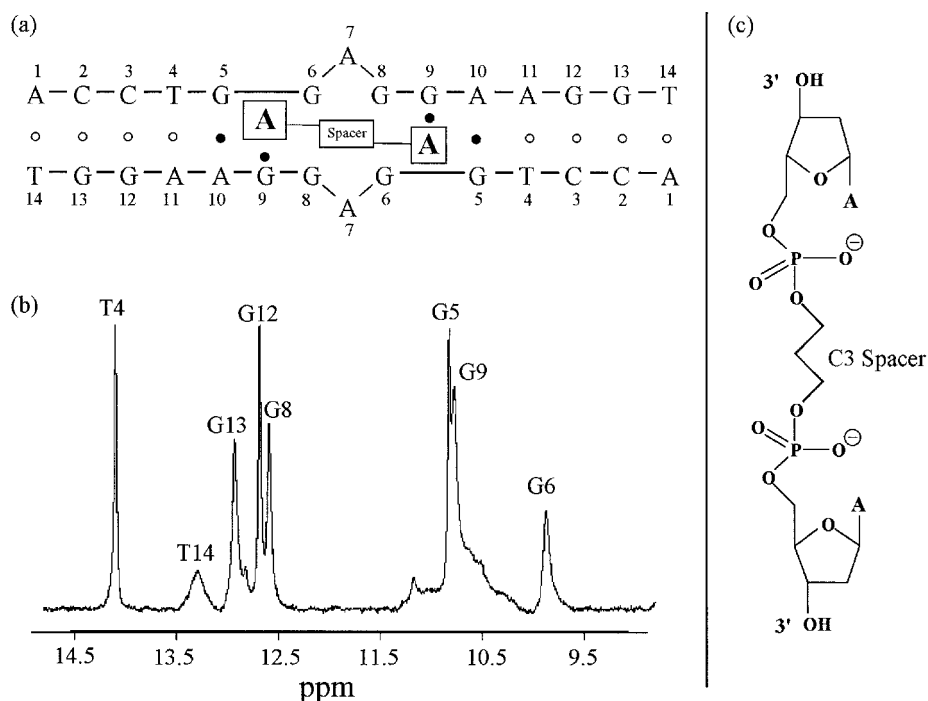 (a)
7
A
1 2 3 4 5 6 8 9 10 11 12 13 14
A C C T G G G G A A G G T
A Spacer A
T G G A A G G G G T C C A
14 13 12 11 10 9 8 6 5 4 3 2 1
A
7
(b)
T4 G12 G5
G9
G13 G8
G6
T14
14.5 13.5 12.5 11.5 10.5 9.5
ppm
(c)
3' OH
O
A
O
P O ⊖
O
O
C3 Spacer
O
⊖
O P O
O
A
O
3' OH